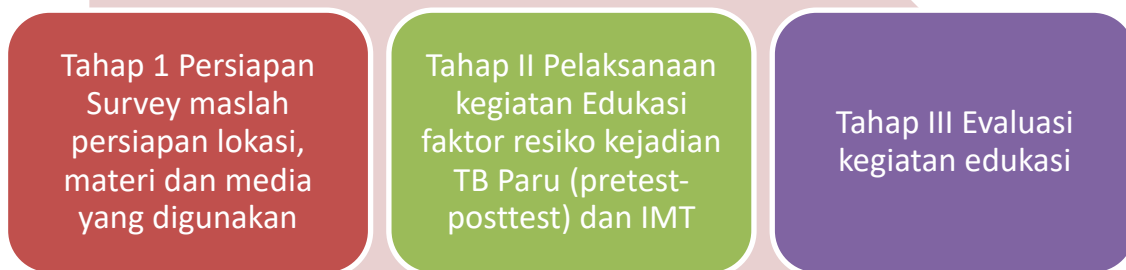 Tahap 1 Persiapan
Survey maslah
persiapan lokasi,
materi dan media
yang digunakan
Tahap II Pelaksanaan
kegiatan Edukasi
faktor resiko kejadian
TB Paru (pretest-
posttest) dan IMT
Tahap III Evaluasi
kegiatan edukasi